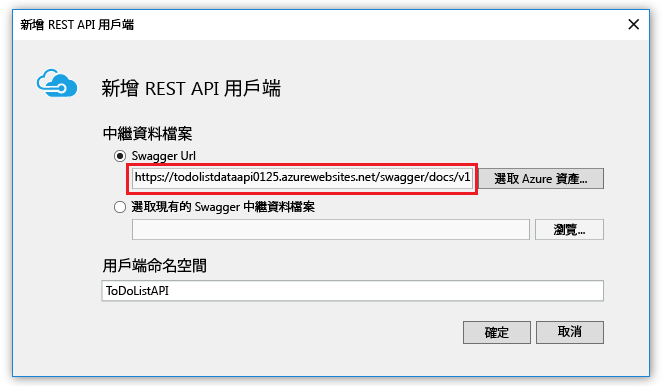 新增 REST API 用戶端
新增 REST API 用戶端
中繼資料檔案
Swagger Url
https://todolistdataapi0125.azurewebsites.net/swagger/docs/v1 選取 Azure 資產...
選取現有的 Swagger 中繼資料檔案
瀏覽...
用戶端命名空間
ToDoListAPI
確定 取消